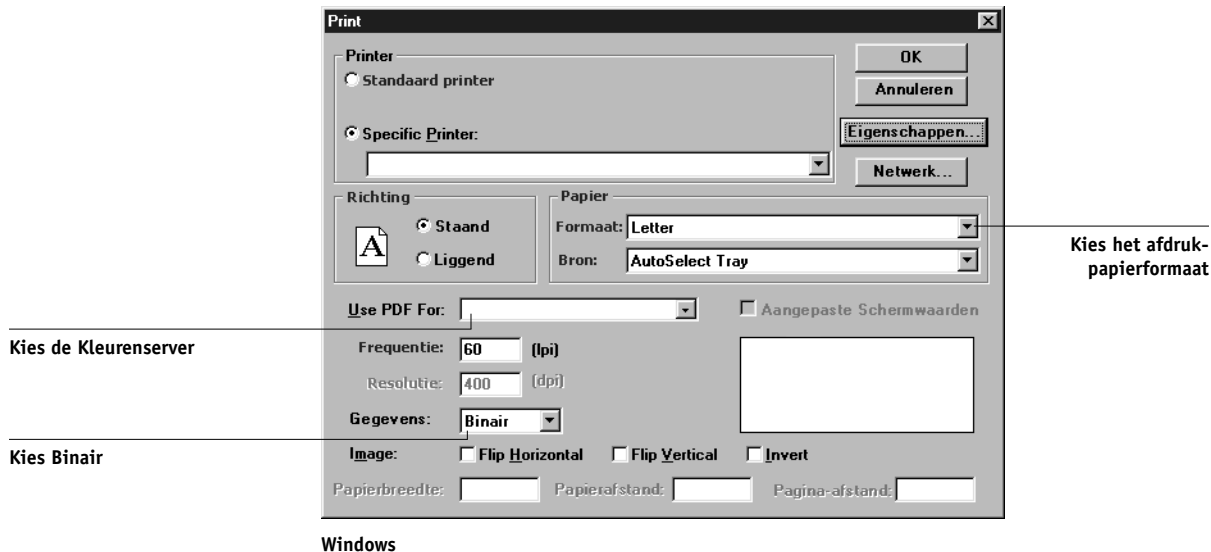 Print
Printer
Standaard printer
Specific Printer:
OK
Annuleren
Eigenschappen...
Netwerk...
Richting
A
Staand
Liggend
Papier
Formaat: Letter
Bron: AutoSelect Tray
Kies het afdruk-
papierformaat
Use PDF For:
Aangepaste Schermwaarden
Kies de Kleurenserver
Frequentie: 60 (lpi)
Resolutie: 400 (dpi)
Gegevens: Binair
Kies Binair
Image: Flip Horizontal Flip Vertical Invert
Papierbreedte: Papierafstand: Pagina-afstand:
Windows